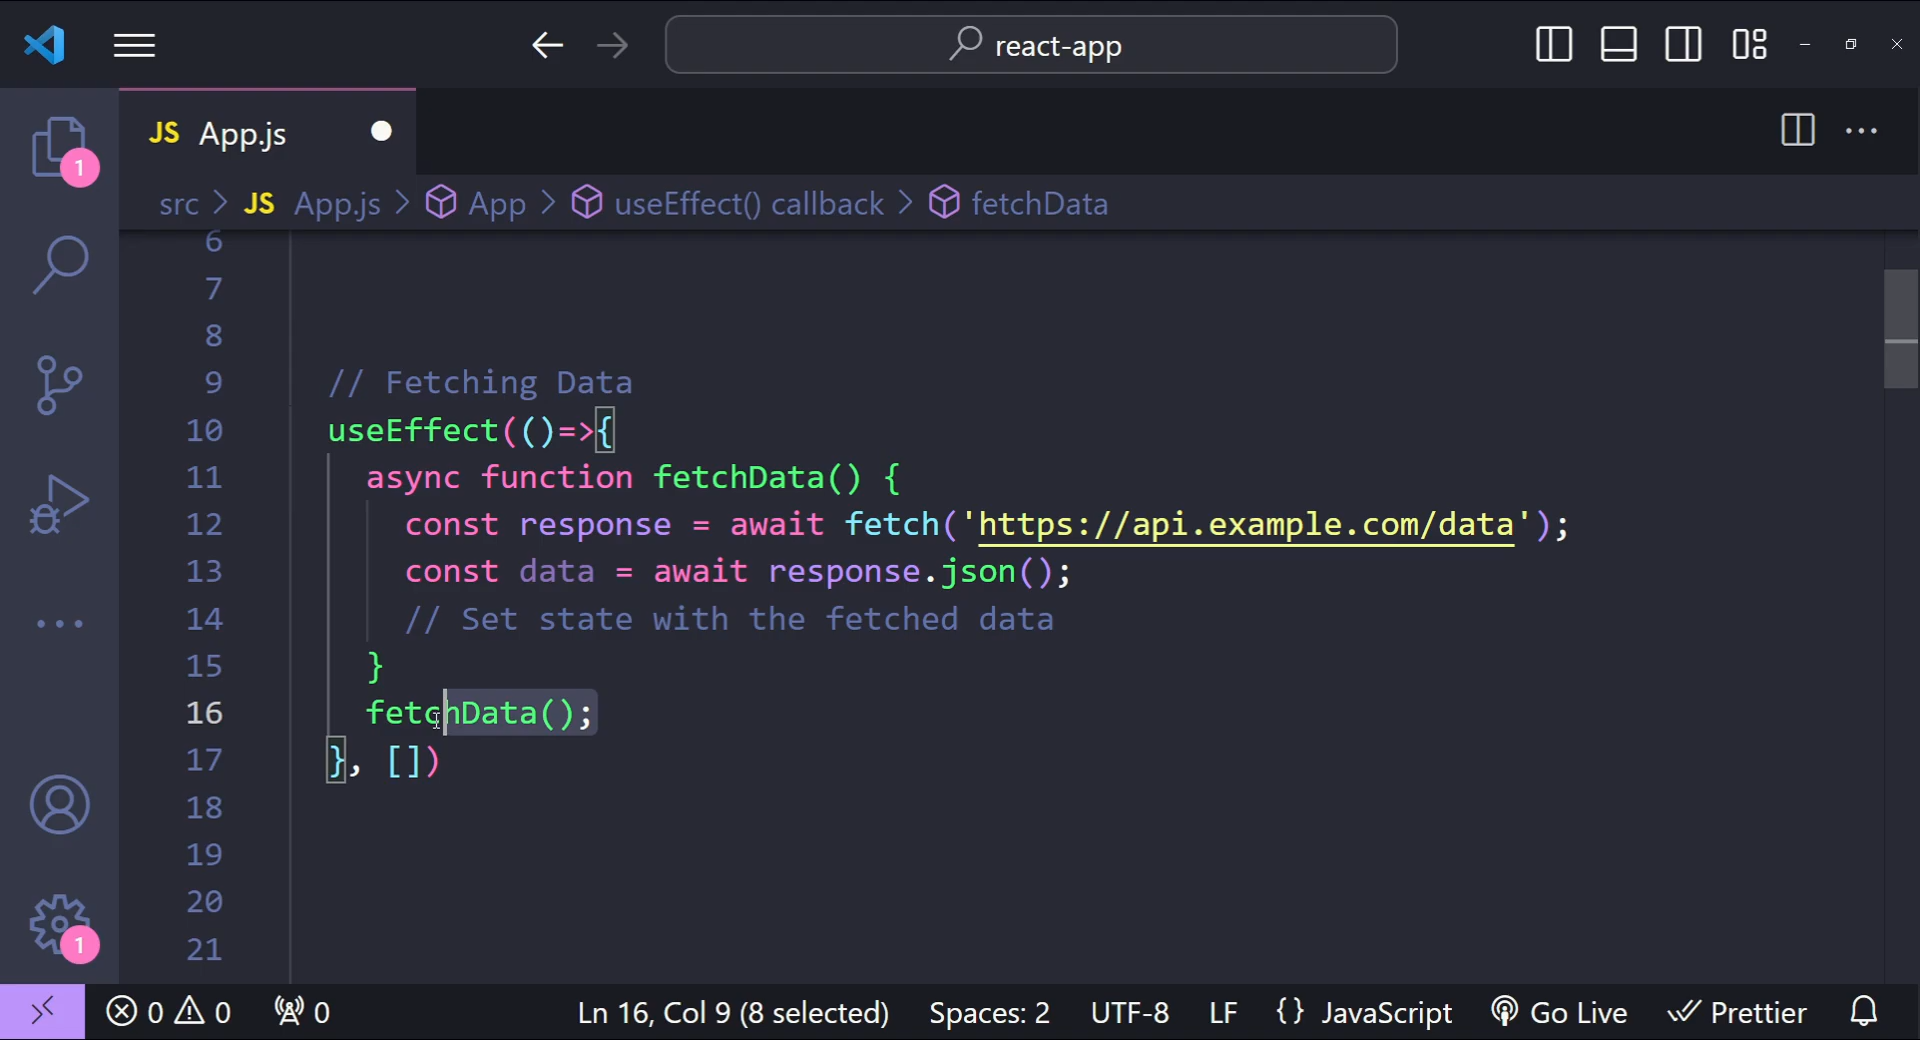 react-app
JS App.js
src > JS App.js > App > useEffect() callback > fetchData
1
6
7
8
9 // Fetching Data
10 useEffect(()=>{
11 async function fetchData() {
12 const response = await fetch('https://api.example.com/data');
13 const data = await response.json();
14 // Set state with the fetched data
15 }
16 fetchData();
17 }, [])
18
19
20
21
1
0 0 0 Ln 16, Col 9 (8 selected) Spaces: 2 UTF-8 LF {} JavaScript Go Live Prettier